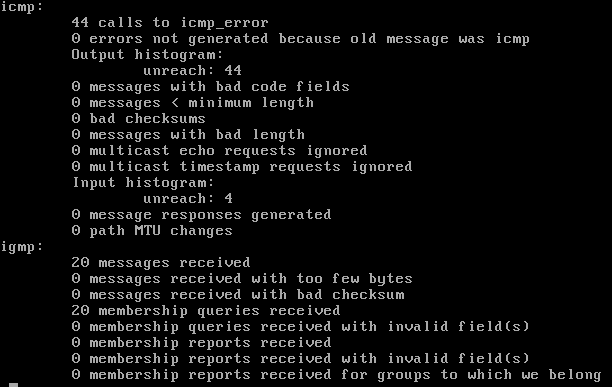 icmp:
44 calls to icmp_error
0 errors not generated because old message was icmp
Output histogram:
unreach: 44
0 messages with bad code fields
0 messages < minimum length
0 bad checksums
0 messages with bad length
0 multicast echo requests ignored
0 multicast timestamp requests ignored
Input histogram:
unreach: 4
0 message responses generated
0 path MTU changes
igmp:
20 messages received
0 messages received with too few bytes
0 messages received with bad checksum
20 membership queries received
0 membership queries received with invalid field(s)
0 membership reports received
0 membership reports received with invalid field(s)
0 membership reports received for groups to which we belong